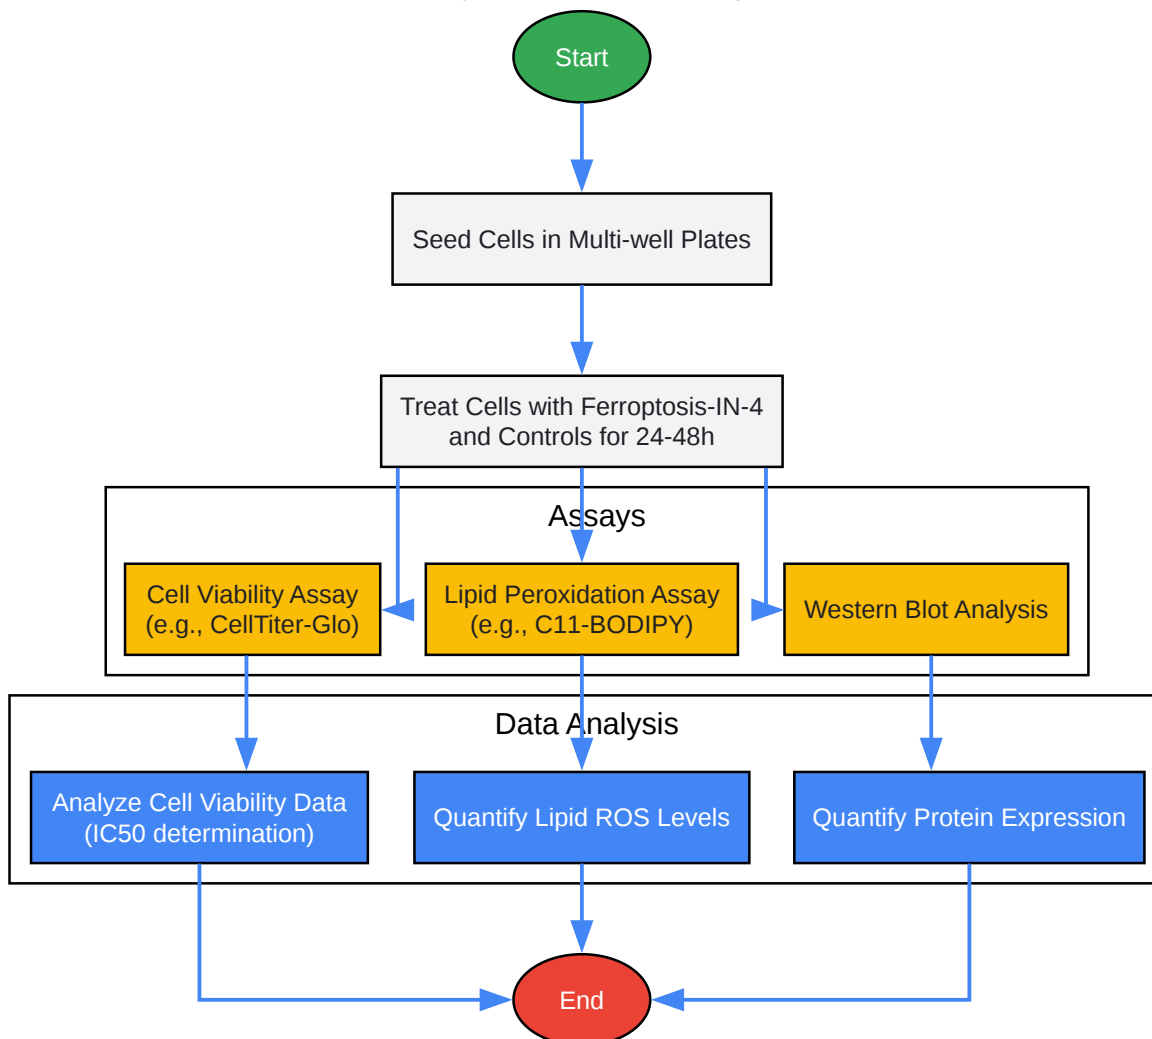 Start
Seed Cells in Multi-well Plates
Treat Cells with Ferroptosis-IN-4
and Controls for 24-48h
Assays
Cell Viability Assay
(e.g., CellTiter-Glo)
Lipid Peroxidation Assay
(e.g., C11-BODIPY)
Western Blot Analysis
Data Analysis
Analyze Cell Viability Data
(IC50 determination)
Quantify Lipid ROS Levels
Quantify Protein Expression
End